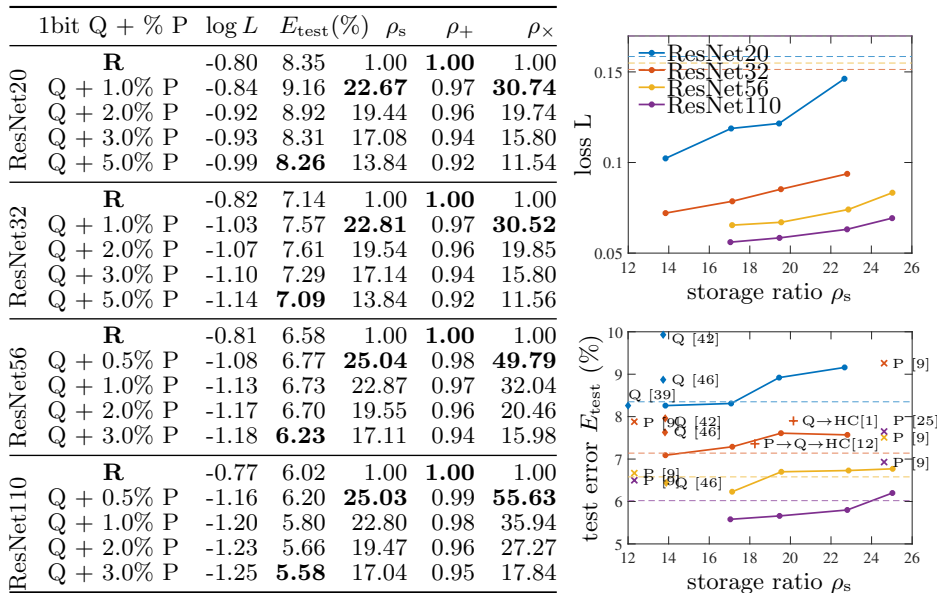 1bit Q + % P log L E_test(%) ρ_s ρ_+ ρ_×
ResNet20
R -0.80 8.35 1.00 1.00 1.00
Q + 1.0% P -0.84 9.16 22.67 0.97 30.74
Q + 2.0% P -0.92 8.92 19.44 0.96 19.74
Q + 3.0% P -0.93 8.31 17.08 0.94 15.80
Q + 5.0% P -0.99 8.26 13.84 0.92 11.54
ResNet32
R -0.82 7.14 1.00 1.00 1.00
Q + 1.0% P -1.03 7.57 22.81 0.97 30.52
Q + 2.0% P -1.07 7.61 19.54 0.96 19.85
Q + 3.0% P -1.10 7.29 17.14 0.94 15.80
Q + 5.0% P -1.14 7.09 13.84 0.92 11.56
ResNet56
R -0.81 6.58 1.00 1.00 1.00
Q + 0.5% P -1.08 6.77 25.04 0.98 49.79
Q + 1.0% P -1.13 6.73 22.87 0.97 32.04
Q + 2.0% P -1.17 6.70 19.55 0.96 20.46
Q + 3.0% P -1.18 6.23 17.11 0.94 15.98
ResNet110
R -0.77 6.02 1.00 1.00 1.00
Q + 0.5% P -1.16 6.20 25.03 0.99 55.63
Q + 1.0% P -1.20 5.80 22.80 0.98 35.94
Q + 2.0% P -1.23 5.66 19.47 0.96 27.27
Q + 3.0% P -1.25 5.58 17.04 0.95 17.84
ResNet20
ResNet32
ResNet56
ResNet110
loss L
0.15
0.1
0.05
12 14 16 18 20 22 24 26
storage ratio ρ_s
test error E_test (%)
10
9
8
7
6
5
Q [42]
P [9]
Q [46]
Q [39]
P [9]
Q [42]
Q→HC[1]
P [25]
Q [46]
P [9]
P→Q→HC[12]
P [9]
P [9]
P [9]
Q [46]
12 14 16 18 20 22 24 26
storage ratio ρ_s